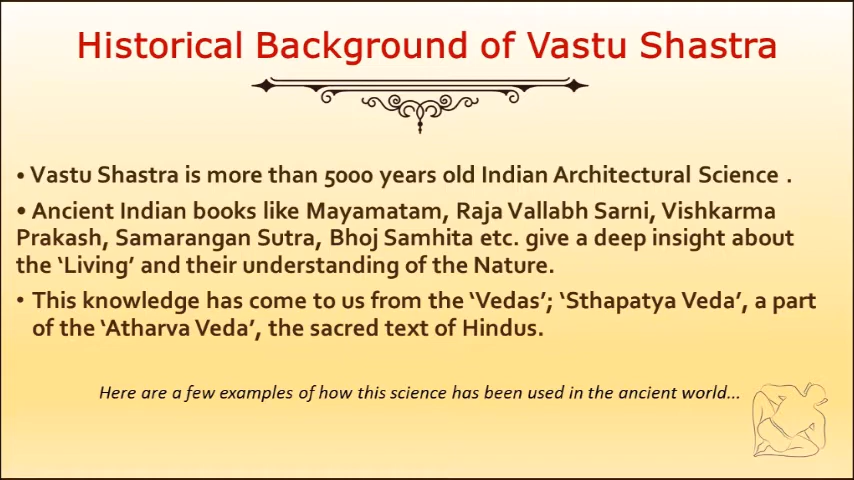 Historical Background of Vastu Shastra
• Vastu Shastra is more than 5000 years old Indian Architectural Science .
• Ancient Indian books like Mayamatam, Raja Vallabh Sarni, Vishkarma
Prakash, Samarangan Sutra, Bhoj Samhita etc. give a deep insight about
the ‘Living’ and their understanding of the Nature.
• This knowledge has come to us from the ‘Vedas’; ‘Sthapatya Veda’, a part
of the ‘Atharva Veda’, the sacred text of Hindus.
Here are a few examples of how this science has been used in the ancient world...